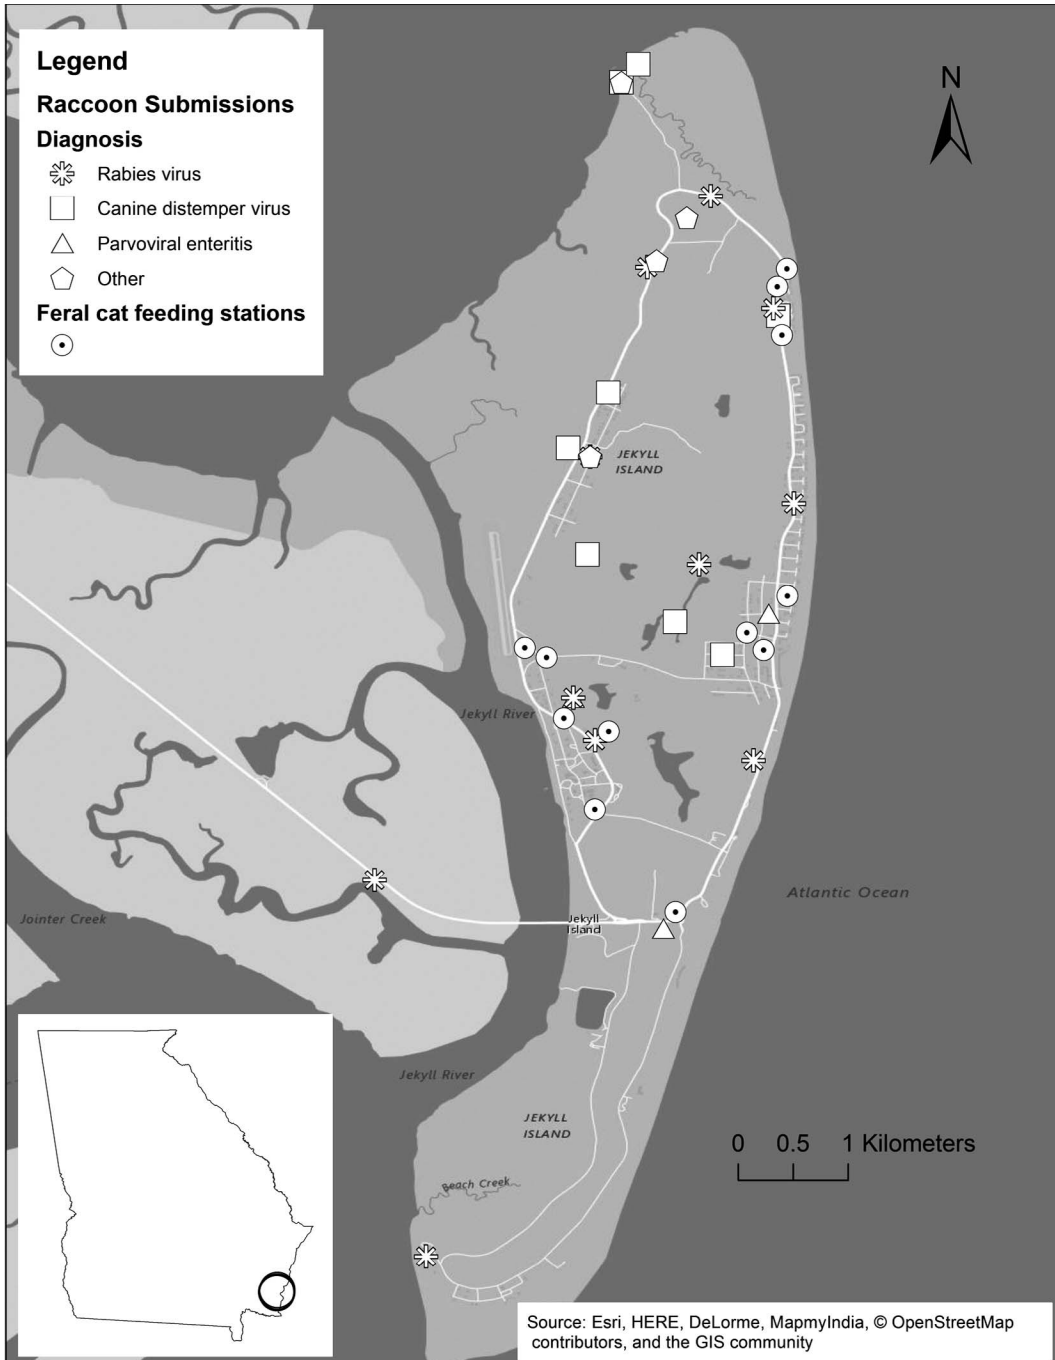 Legend
Raccoon Submissions
Diagnosis
Rabies virus
Canine distemper virus
Parvoviral enteritis
Other
Feral cat feeding stations
N
JEKYLL
ISLAND
Jekyll River
Atlantic Ocean
Jointer Creek
Jekyll
Island
Jekyll River
JEKYLL
ISLAND
0 0.5 1 Kilometers
Beach Creek
Source: Esri, HERE, DeLorme, MapmyIndia, © OpenStreetMap
contributors, and the GIS community